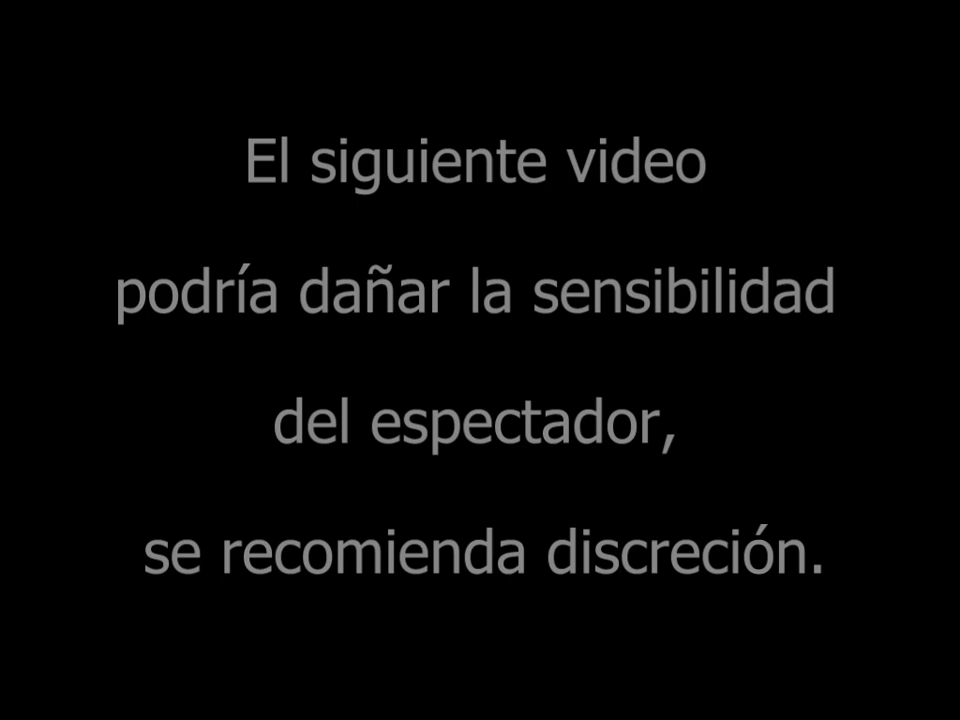 El siguiente video
podría dañar la sensibilidad
del espectador,
se recomienda discreción.